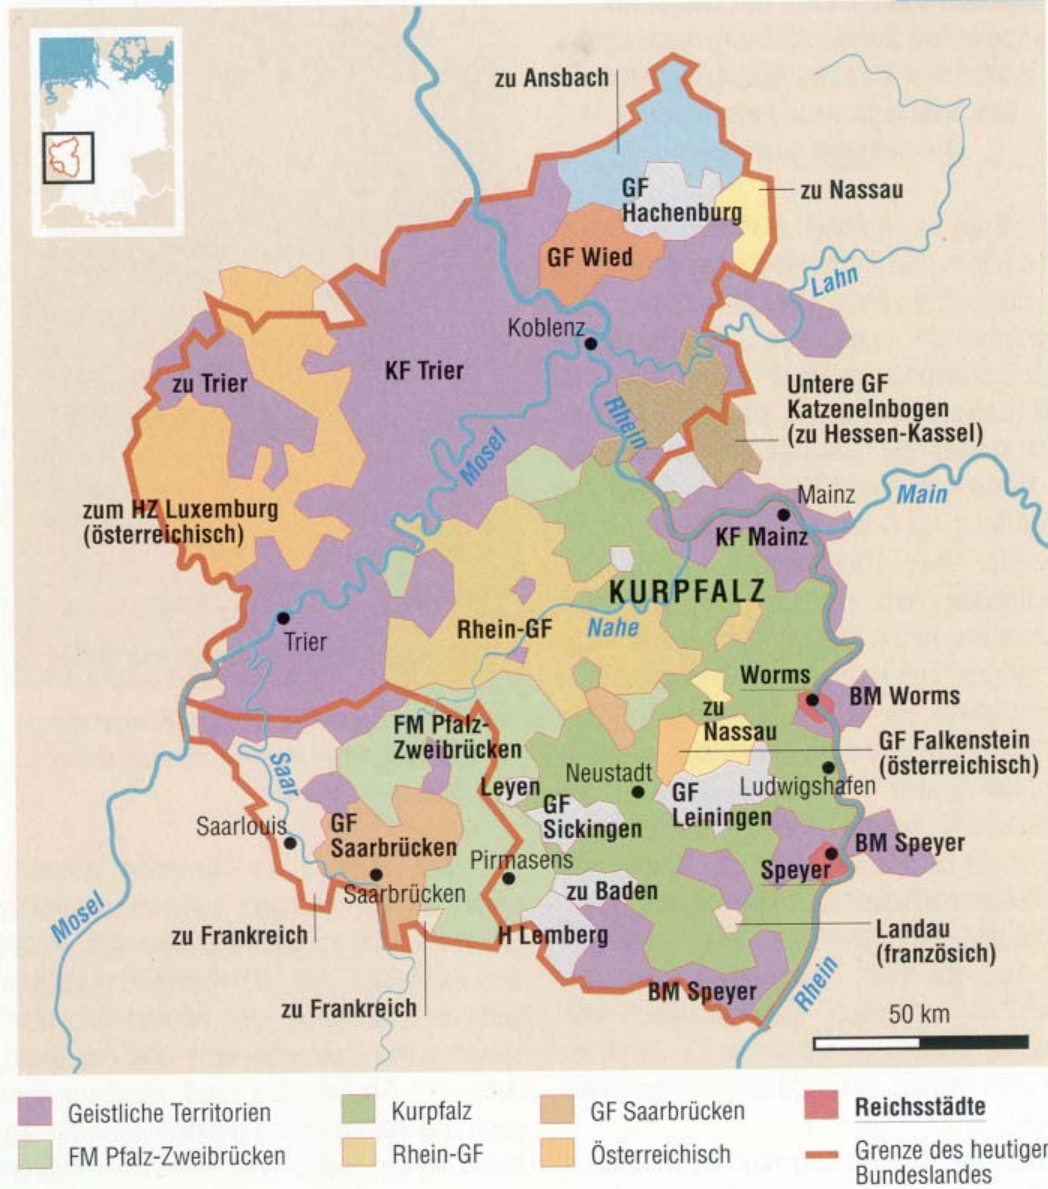 zu Ansbach
GF
Hachenburg
zu Nassau
GF Wied
Lahn
Koblenz
KF Trier
zu Trier
Rhein
Untere GF
Katzenelnbogen
(zu Hessen-Kassel)
Mosel
Mainz
Main
zum HZ Luxemburg
(österreichisch)
KF Mainz
KURPFALZ
Trier
Rhein-GF
Nahe
Worms
BM Worms
FM Pfalz-
Zweibrücken
zu
Nassau
GF Falkenstein
(österreichisch)
Saar
Leyen
Neustadt
Ludwigshafen
GF
Sickingen
GF
Leiningen
Saarlouis
GF
Saarbrücken
Pirmasens
BM Speyer
Speyer
Saarbrücken
zu Baden
Mosel
zu Frankreich
H Lemberg
Landau
(französich)
BM Speyer
Rhein
zu Frankreich
50 km
Geistliche Territorien
Kurpfalz
GF Saarbrücken
Reichsstädte
FM Pfalz-Zweibrücken
Rhein-GF
Österreichisch
Grenze des heutigen
Bundeslandes